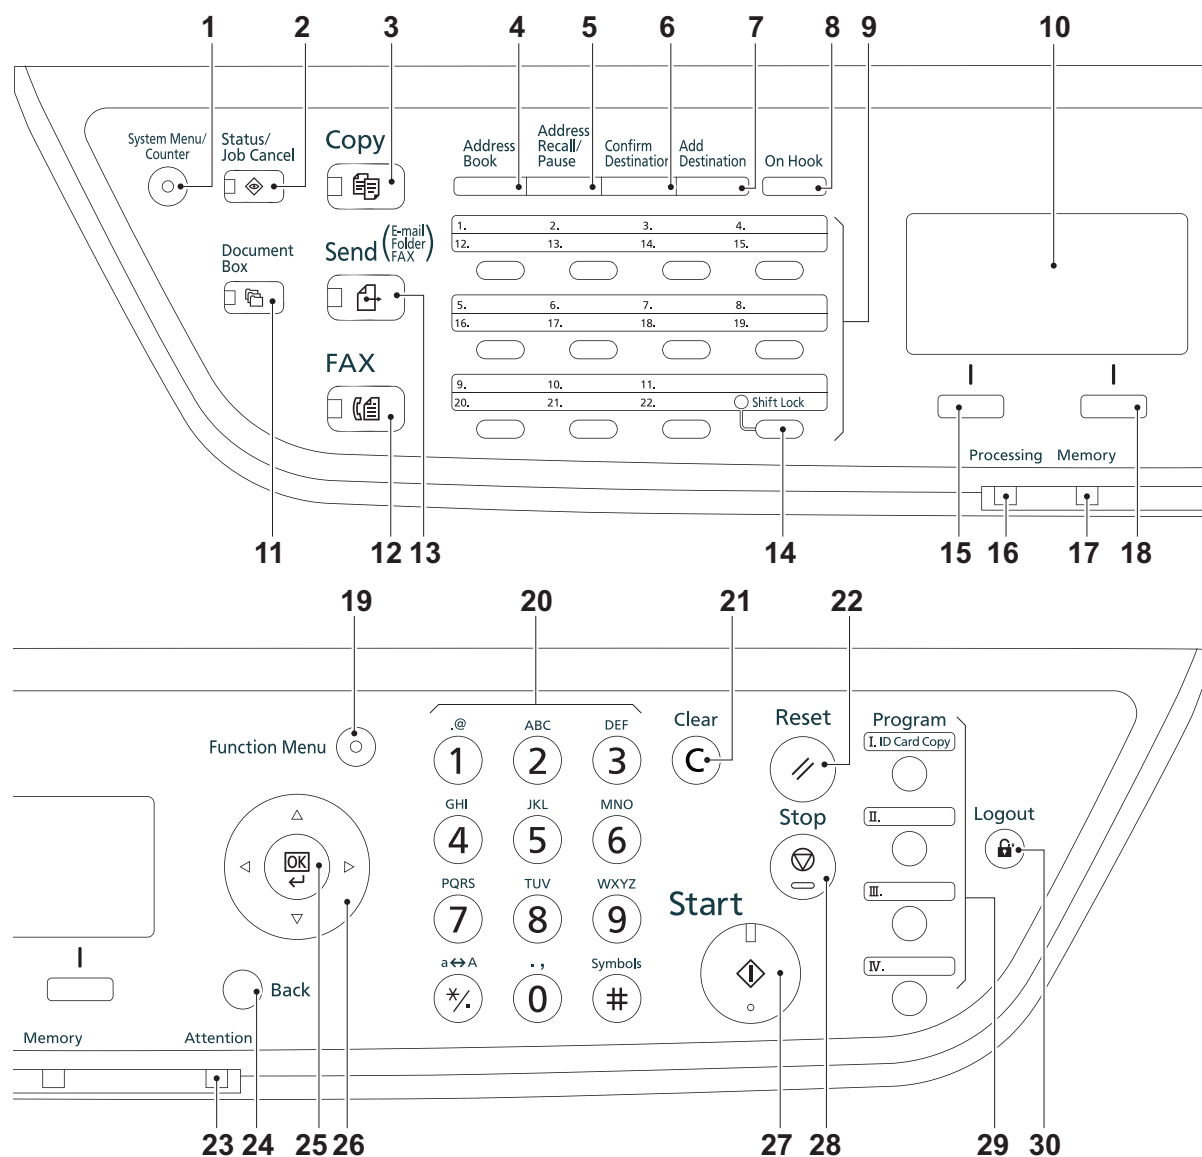 1 2 3 4 5 6 7 8 9 10
System Menu/
Counter
Status/
Job Cancel
Copy
Address
Book
Address
Recall/
Pause
Confirm
Destination
Add
Destination
On Hook
1. 2. 3. 4.
12. 13. 14. 15.
Document
Box
Send (E-mail
Folder
FAX)
5. 6. 7. 8.
16. 17. 18. 19.
FAX
9. 10. 11.
20. 21. 22. Shift Lock
Processing Memory
11 12 13 14 15 16 17 18
19 20 21 22
Function Menu
.@ ABC DEF
1 2 3
Clear
C
Reset
Program
I. ID Card Copy
GHI JKL MNO
4 5 6
Stop
II.
Logout
OK
PQRS TUV WXYZ
7 8 9
Start
III.
a↔A . , Symbols
*/. 0 #
IV.
Back
Memory Attention
23 24 25 26 27 28 29 30